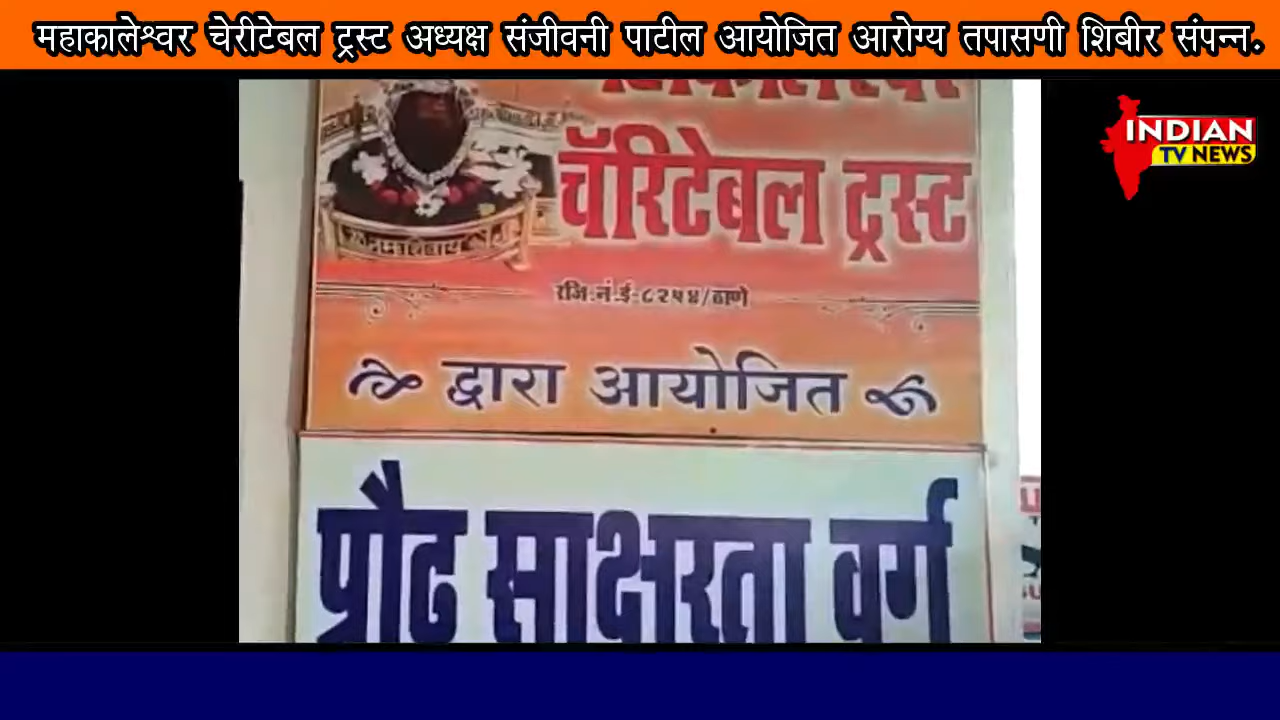 महाकालेश्वर चेरीटेबल ट्रस्ट अध्यक्ष संजीवनी पाटील आयोजित आरोग्य तपासणी शिबीर संपन्न.
INDIAN
TV NEWS
चॅरिटेबल ट्रस्ट
रजि.नं.ई-८२५४/ठाणे
द्वारा आयोजित
प्रौढ साक्षरता वर्ग